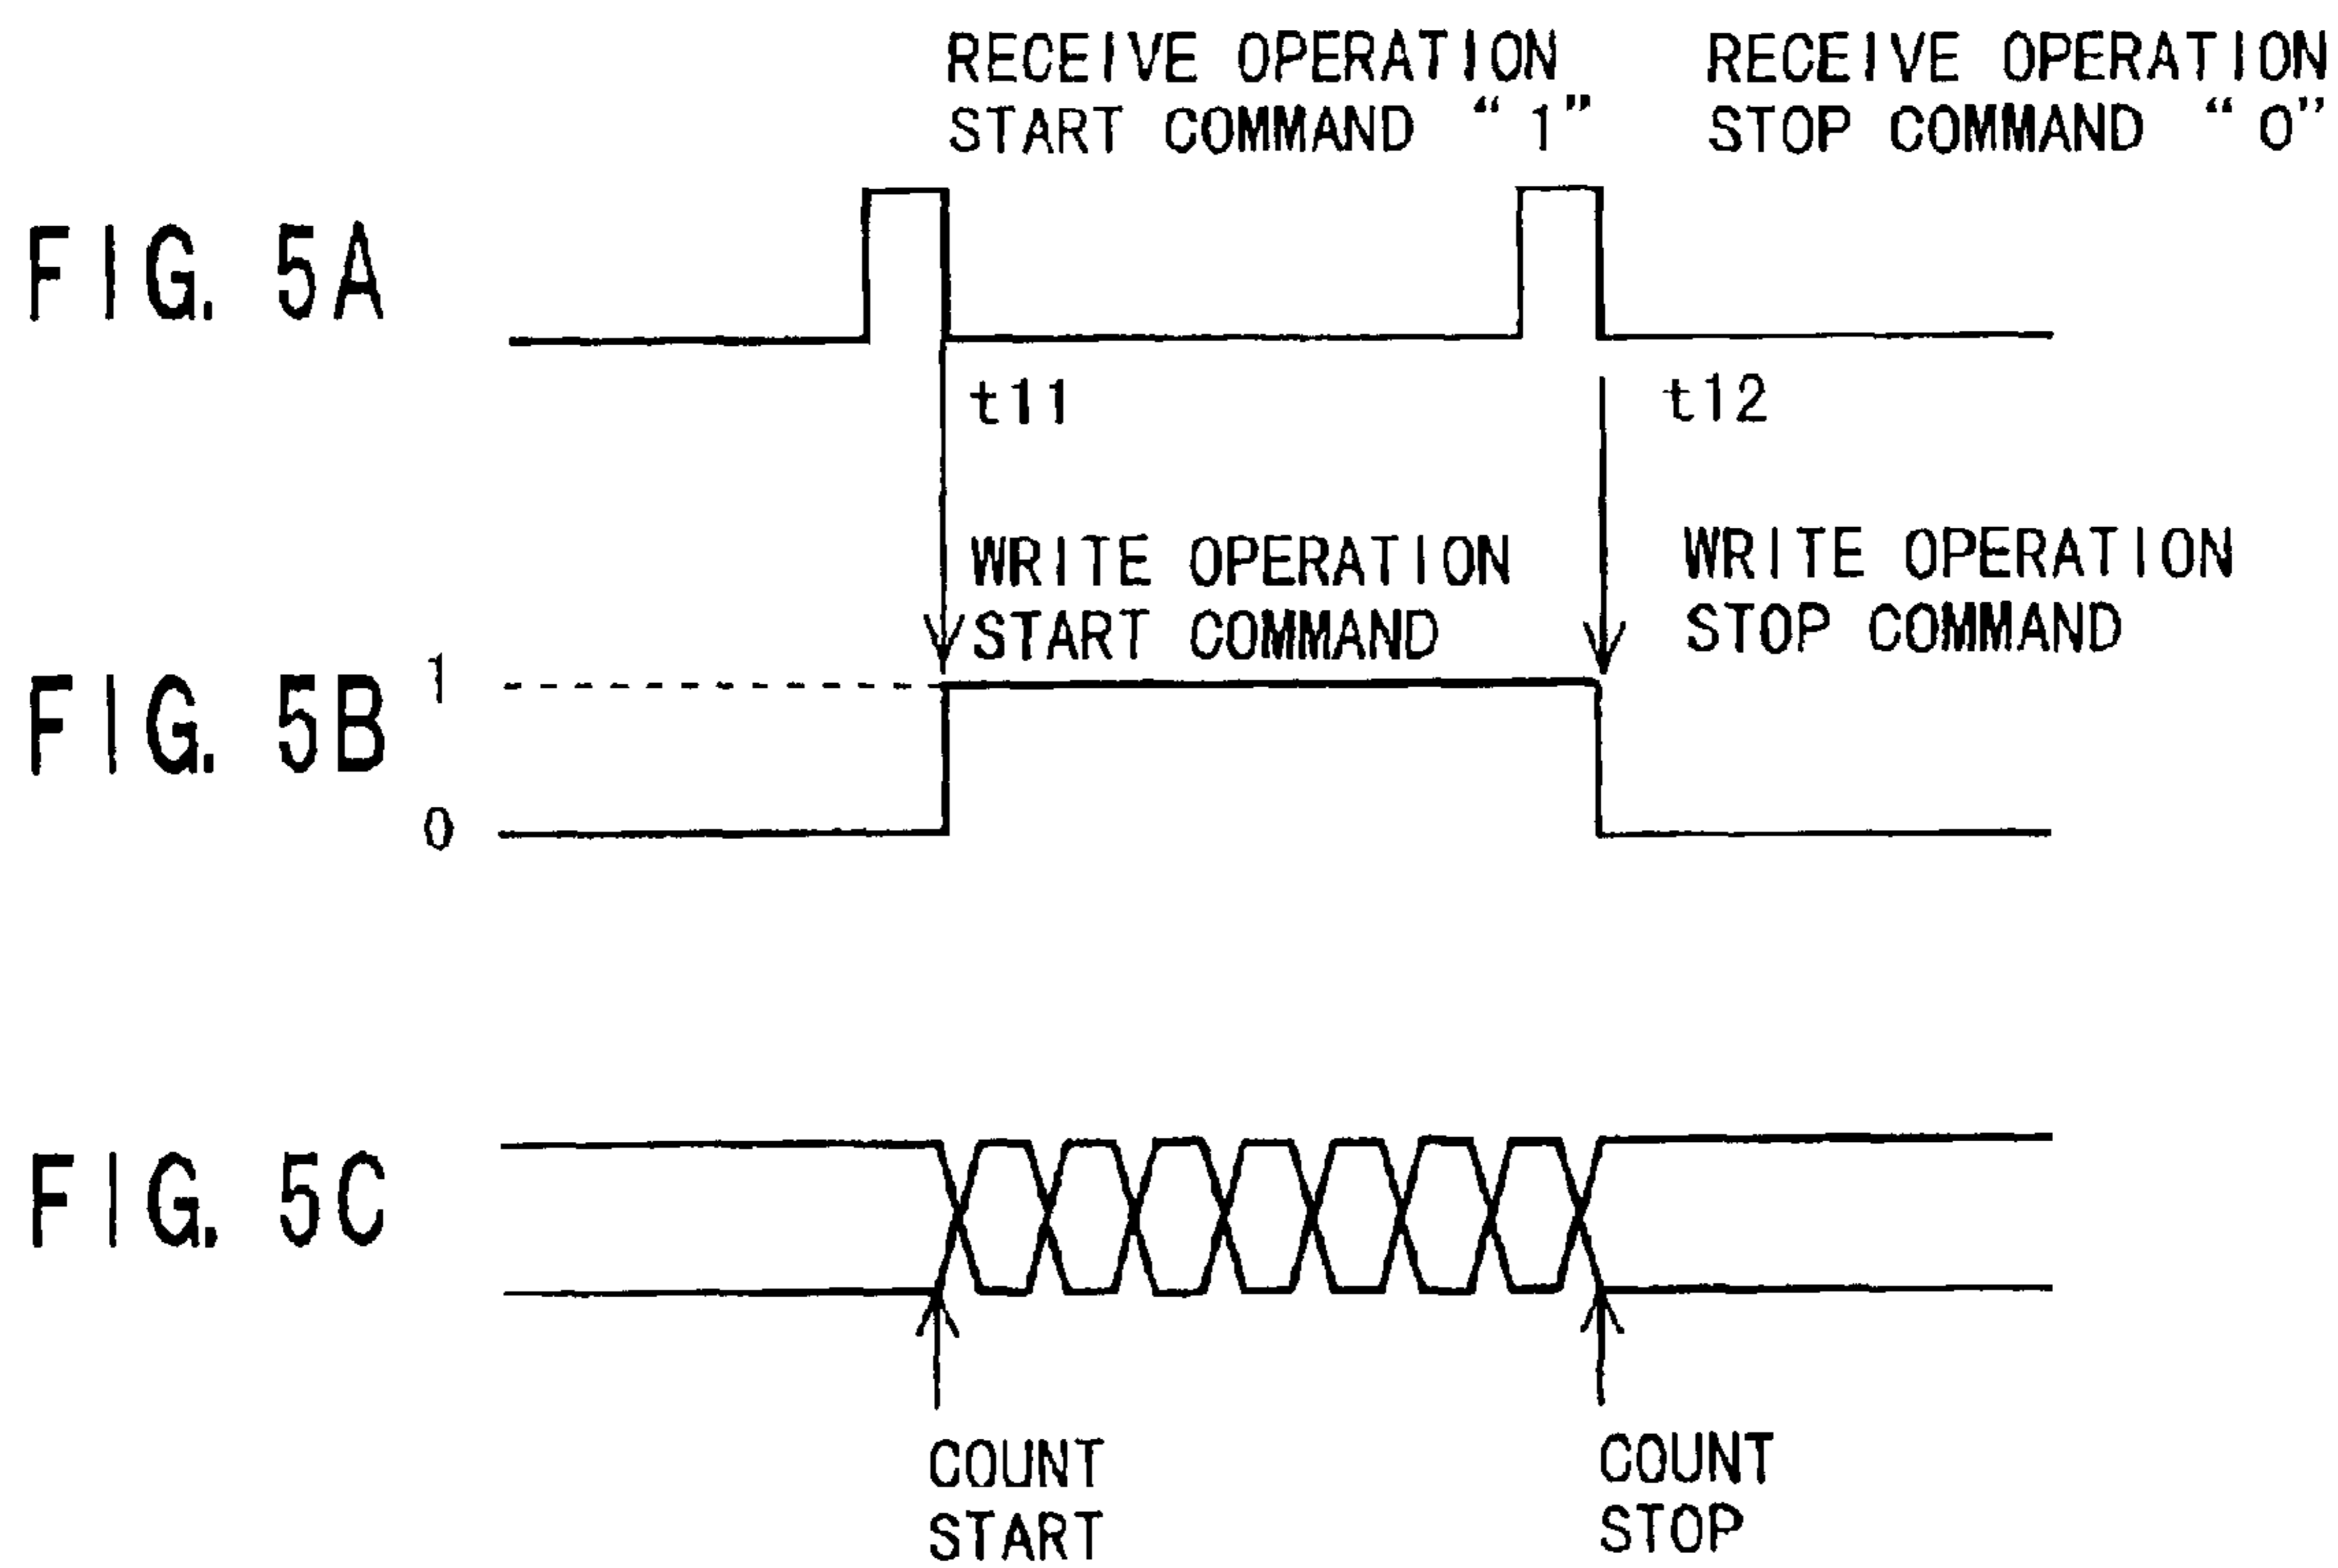 RECEIVE OPERATION
START COMMAND “1”
RECEIVE OPERATION
STOP COMMAND “0”
FIG. 5A
t11
t12
WRITE OPERATION
START COMMAND
WRITE OPERATION
STOP COMMAND
FIG. 5B
1
0
FIG. 5C
COUNT
START
COUNT
STOP